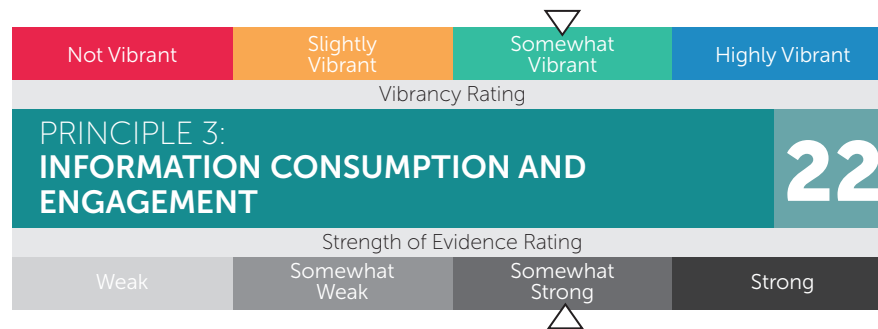 Not Vibrant
Slightly
Vibrant
Somewhat
Vibrant
Highly Vibrant
Vibrancy Rating
PRINCIPLE 3:
INFORMATION CONSUMPTION AND
ENGAGEMENT
22
Strength of Evidence Rating
Weak
Somewhat
Weak
Somewhat
Strong
Strong